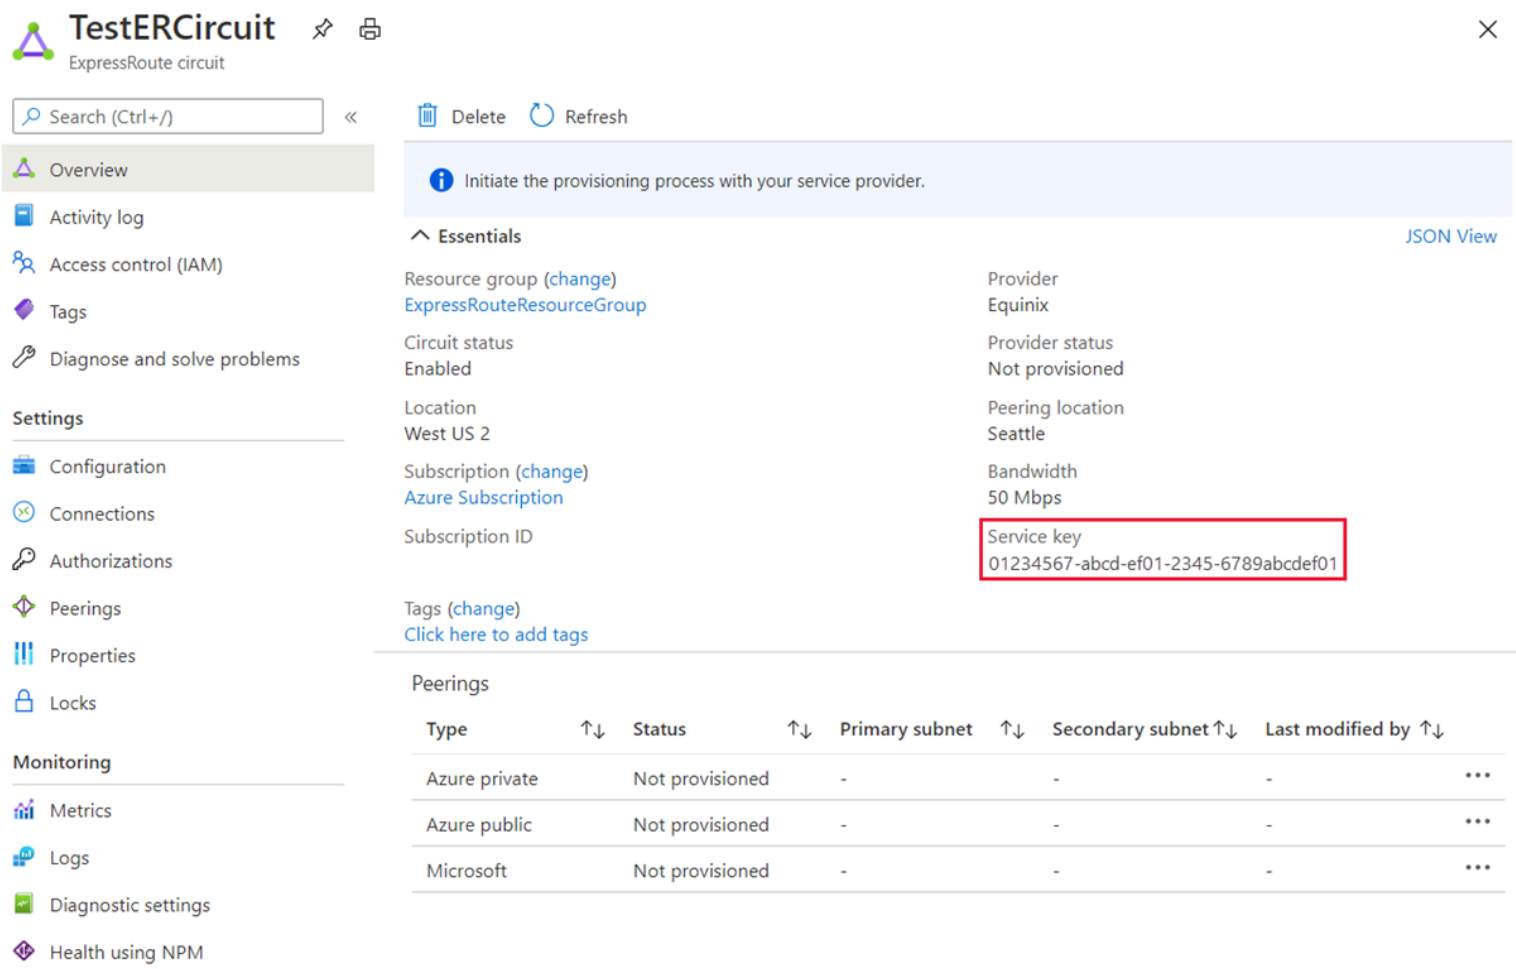 TestERCircuit
ExpressRoute circuit
Search (Ctrl+/)
«
Overview
Activity log
Access control (IAM)
Tags
Diagnose and solve problems
Settings
Configuration
Connections
Authorizations
Peerings
Properties
Locks
Monitoring
Metrics
Logs
Diagnostic settings
Health using NPM
Delete Refresh
Initiate the provisioning process with your service provider.
Essentials JSON View
Resource group (change)
ExpressRouteResourceGroup
Provider
Equinix
Circuit status
Enabled
Provider status
Not provisioned
Location
West US 2
Peering location
Seattle
Subscription (change)
Azure Subscription
Bandwidth
50 Mbps
Subscription ID
Service key
01234567-abcd-ef01-2345-6789abcdef01
Tags (change)
Click here to add tags
Peerings
Type ↑↓ Status ↑↓ Primary subnet ↑↓ Secondary subnet ↑↓ Last modified by ↑↓
Azure private Not provisioned - - - •••
Azure public Not provisioned - - - •••
Microsoft Not provisioned - - - •••